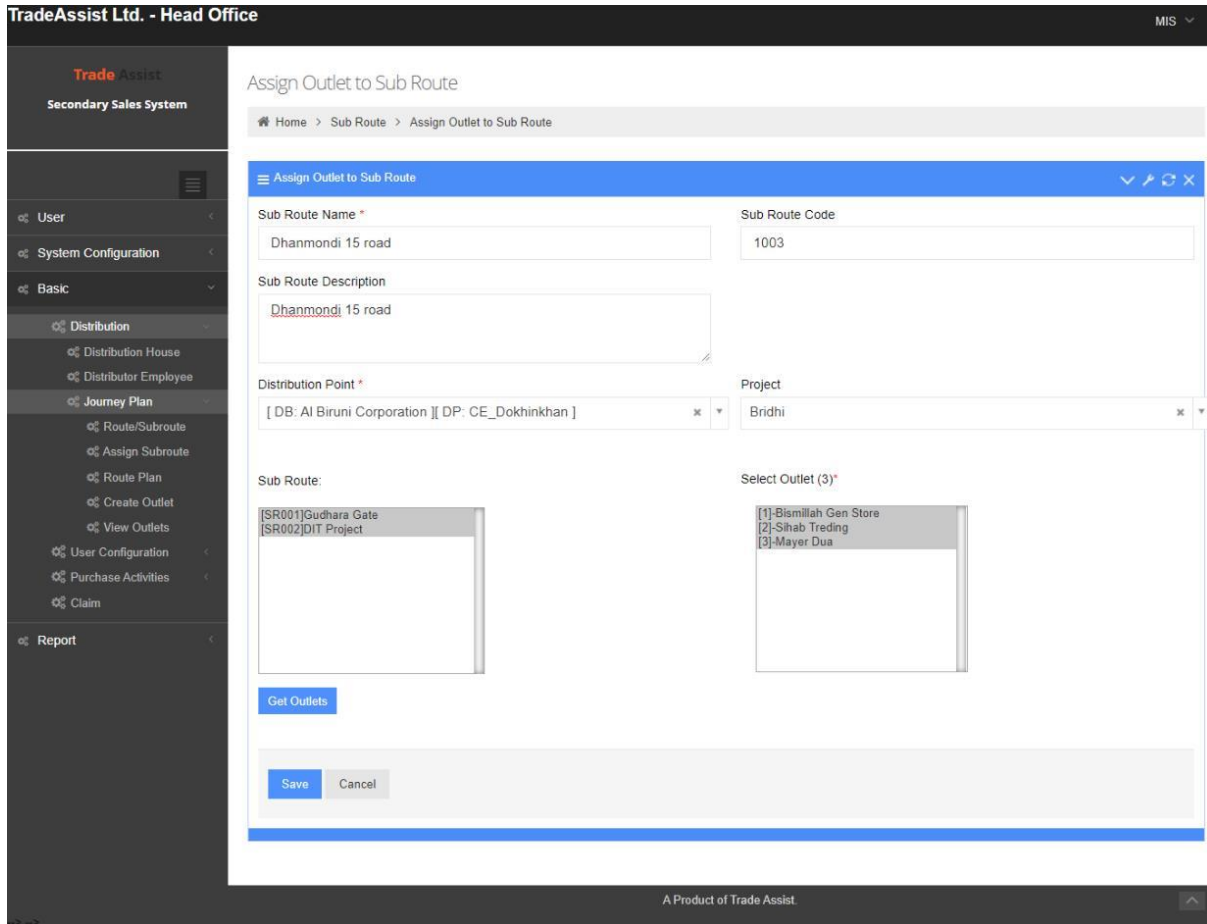 TradeAssist Ltd. - Head Office
MIS
Trade Assist
Secondary Sales System
User
System Configuration
Basic
Distribution
Distribution House
Distributor Employee
Journey Plan
Route/Subroute
Assign Subroute
Route Plan
Create Outlet
View Outlets
User Configuration
Purchase Activities
Claim
Report
Assign Outlet to Sub Route
Home > Sub Route > Assign Outlet to Sub Route
Assign Outlet to Sub Route
Sub Route Name * Sub Route Code
Dhanmondi 15 road 1003
Sub Route Description
Dhanmondi 15 road
Distribution Point * Project
[ DB: Al Biruni Corporation ][ DP: CE_Dokhinkhan ] Bridhi
Sub Route: Select Outlet (3)*
[SR001]Gudhara Gate [1]-Bismillah Gen Store
[SR002]DIT Project [2]-Sihab Treding
[3]-Mayer Dua
Get Outlets
Save Cancel
A Product of Trade Assist.